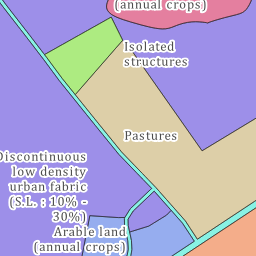 (annual crops)
Isolated
structures
Pastures
Discontinuous
low density
urban fabric
(S.L. : 10% -
30%)
Arable land
(annual crops)